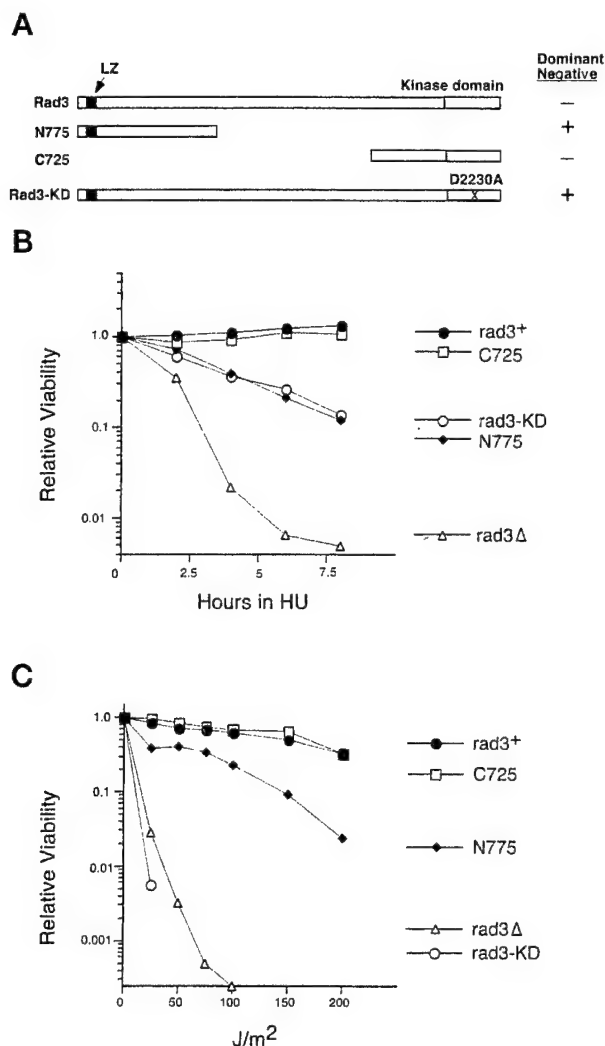 A
LZ
Dominant
Negative
Kinase domain
Rad3
−
N775
+
C725
−
D2230A
X
Rad3-KD
+
B
Relative Viability
1.0
0.1
0.01
0
2.5
5
7.5
Hours in HU
rad3+
C725
rad3-KD
N775
rad3Δ
C
Relative Viability
1.0
0.1
0.01
0.001
0
50
100
150
200
J/m2
rad3+
C725
N775
rad3Δ
rad3-KD